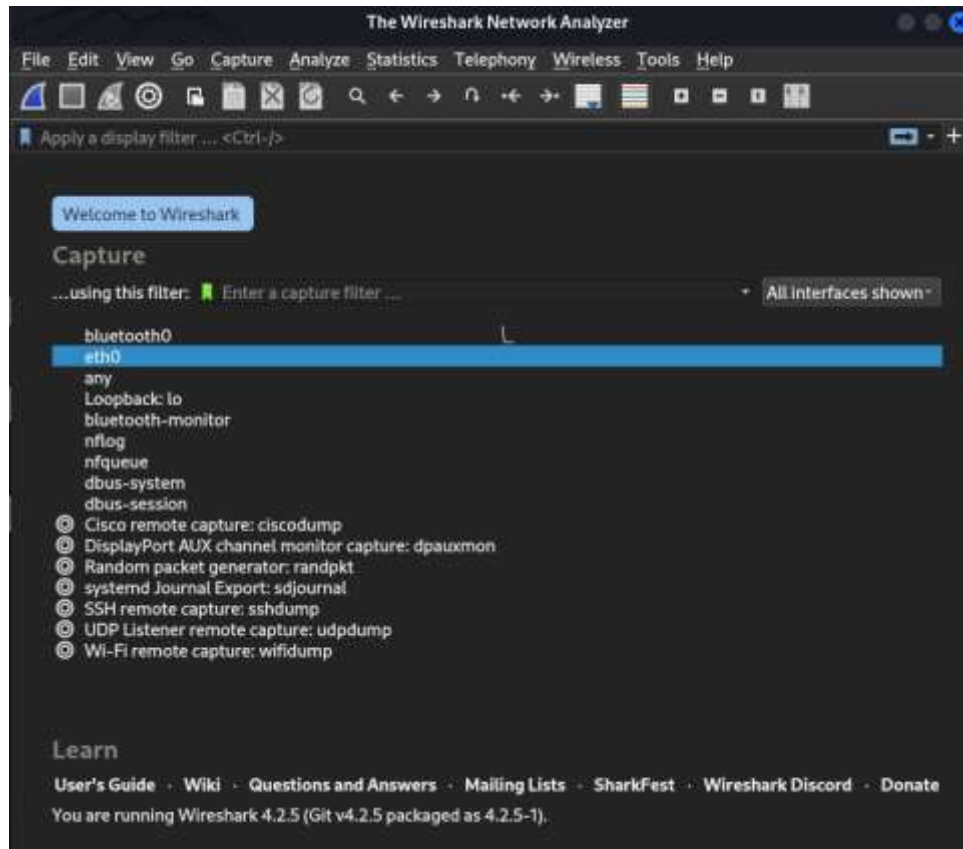 The Wireshark Network Analyzer
File Edit View Go Capture Analyze Statistics Telephony Wireless Tools Help
Apply a display filter ... <Ctrl-/>
Welcome to Wireshark
Capture
...using this filter: Enter a capture filter ... All interfaces shown
bluetooth0
eth0
any
Loopback: lo
bluetooth-monitor
nflog
nfqueue
dbus-system
dbus-session
Cisco remote capture: ciscodump
DisplayPort AUX channel monitor capture: dpauxmon
Random packet generator: randpkt
systemd Journal Export: sdjournal
SSH remote capture: sshdump
UDP Listener remote capture: udpdump
Wi-Fi remote capture: wifidump
Learn
User's Guide · Wiki · Questions and Answers · Mailing Lists · SharkFest · Wireshark Discord · Donate
You are running Wireshark 4.2.5 (Git v4.2.5 packaged as 4.2.5-1).